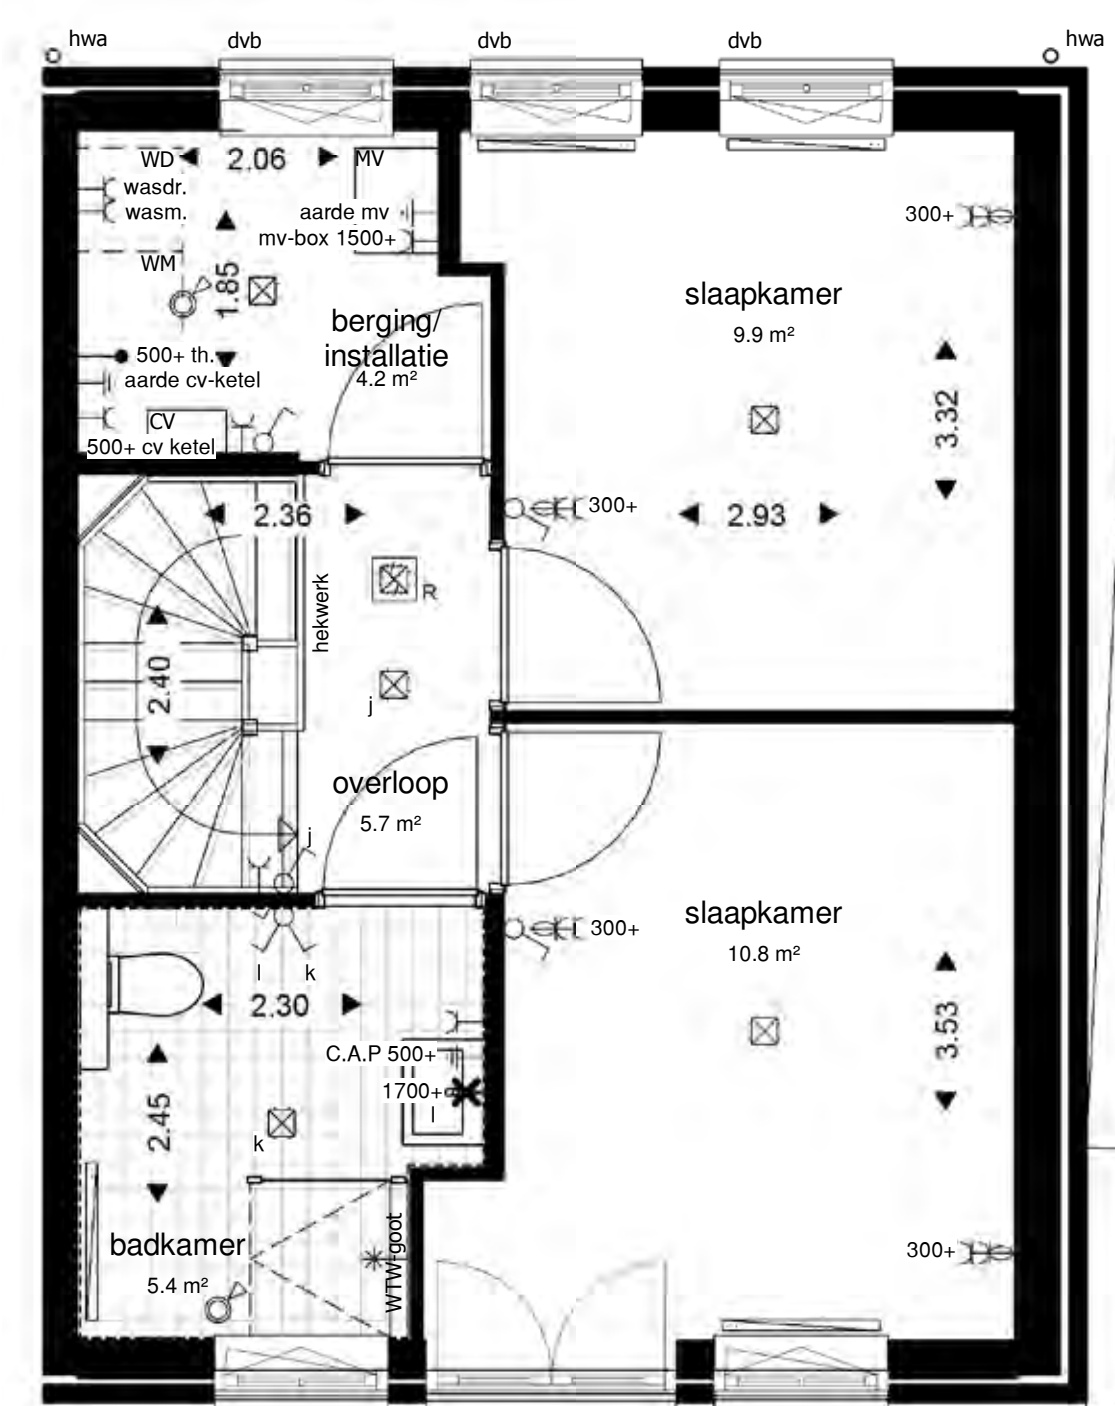 hwa
dvb
dvb
dvb
hwa
WD
2.06
MV
wasdr.
wasm.
aarde mv
mv-box 1500+
300+
WM
1.85
slaapkamer
9.9 m²
berging/
installatie
4.2 m²
500+ th.
aarde cv-ketel
3.32
CV
500+ cv ketel
2.36
300+
2.93
R
hekwerk
2.40
j
overloop
5.7 m²
j
slaapkamer
10.8 m²
300+
l
k
2.30
3.53
C.A.P 500+
1700+
l
2.45
k
badkamer
5.4 m²
WTW-goot
300+